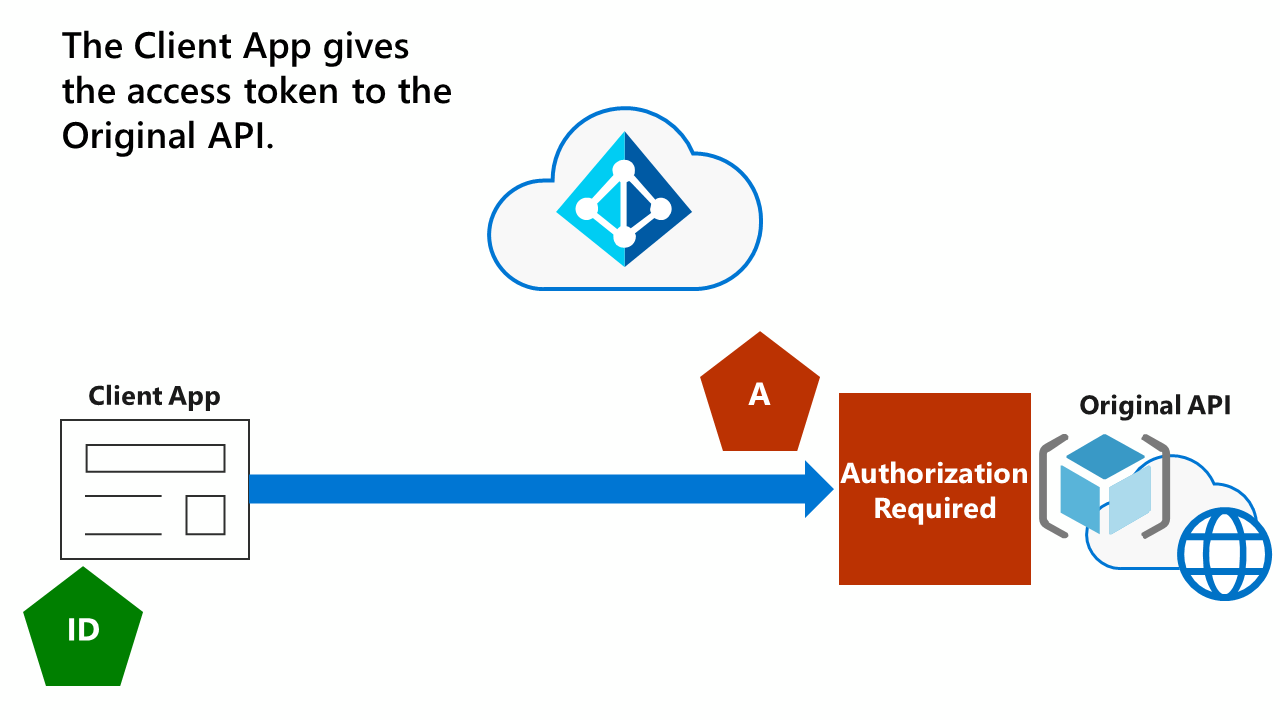 The Client App gives
the access token to the
Original API.
A
Client App
Original API
Authorization
Required
ID